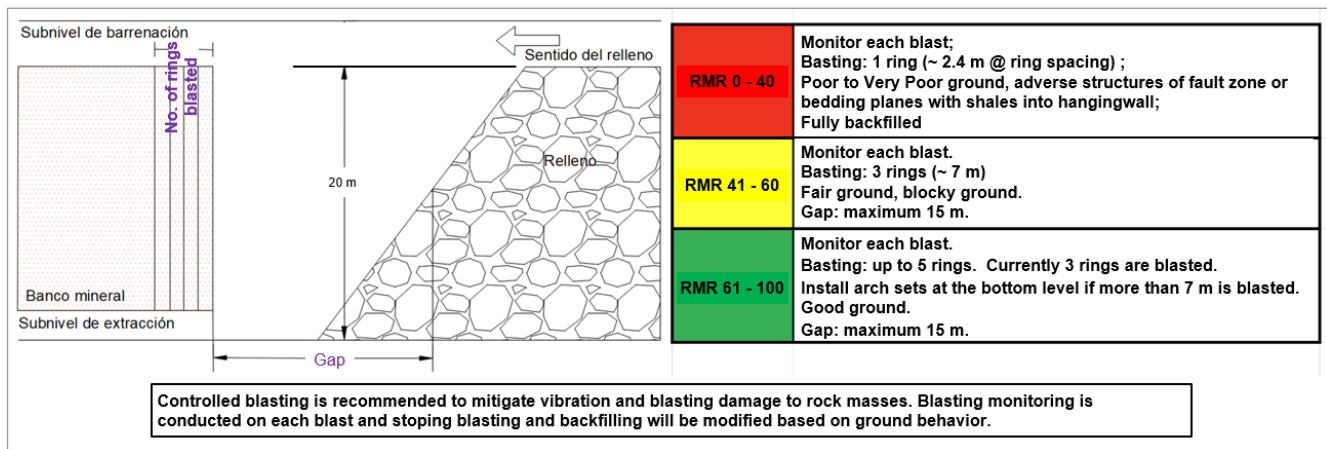 Subnivel de barrenación
No. of rings
blasted
Sentido del relleno
20 m
Relleno
Banco mineral
Subnivel de extracción
Gap
RMR 0 - 40
Monitor each blast;
Basting: 1 ring (~ 2.4 m @ ring spacing) ;
Poor to Very Poor ground, adverse structures of fault zone or
bedding planes with shales into hangingwall;
Fully backfilled
RMR 41 - 60
Monitor each blast.
Basting: 3 rings (~ 7 m)
Fair ground, blocky ground.
Gap: maximum 15 m.
RMR 61 - 100
Monitor each blast.
Basting: up to 5 rings.  Currently 3 rings are blasted.
Install arch sets at the bottom level if more than 7 m is blasted.
Good ground.
Gap: maximum 15 m.
Controlled blasting is recommended to mitigate vibration and blasting damage to rock masses. Blasting monitoring is
conducted on each blast and stoping blasting and backfilling will be modified based on ground behavior.